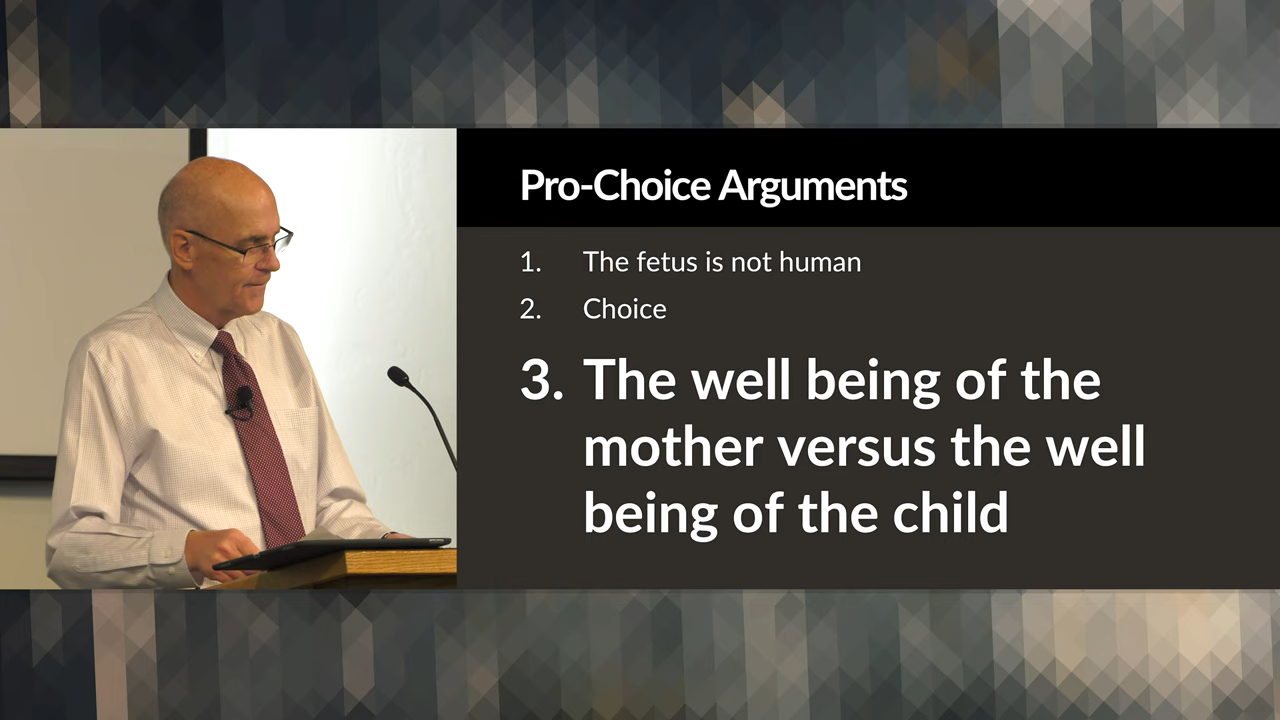 Pro-Choice Arguments
1. The fetus is not human
2. Choice
3. The well being of the
mother versus the well
being of the child